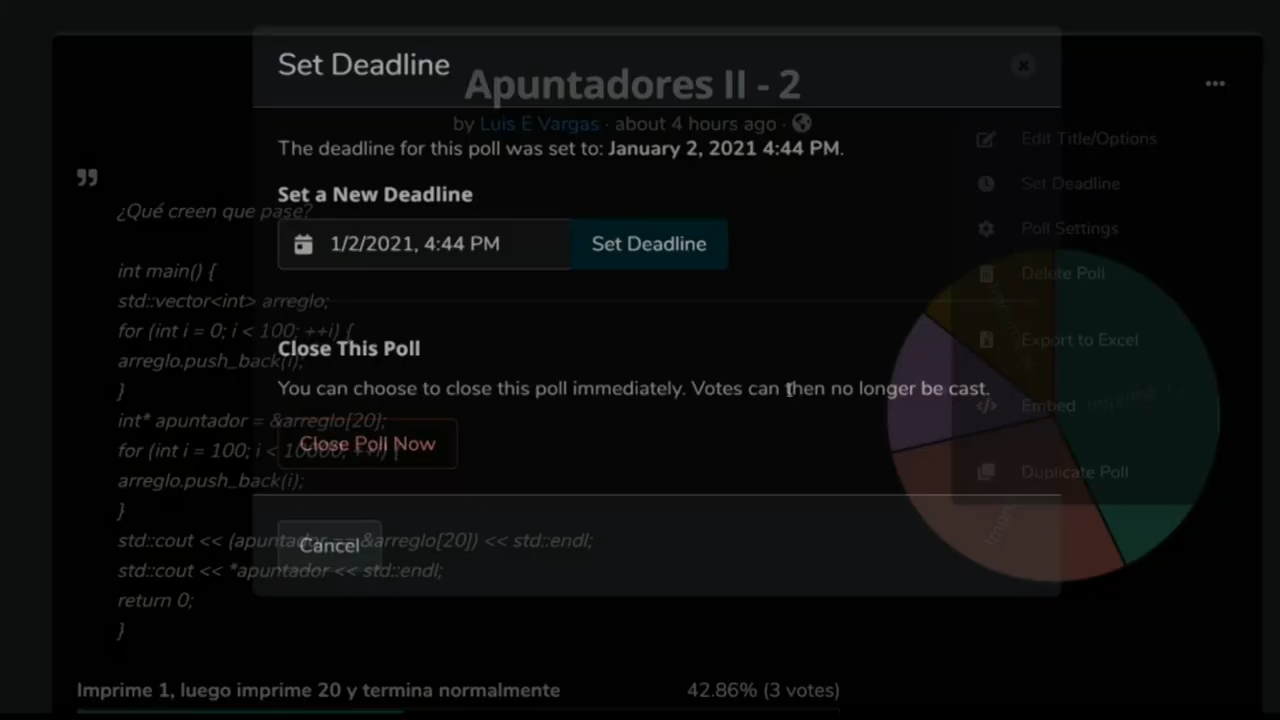 Set Deadline
Apuntadores II - 2
by Luis E Vargas · about 4 hours ago ·
The deadline for this poll was set to: January 2, 2021 4:44 PM.
Set a New Deadline
1/2/2021, 4:44 PM
Set Deadline
Close This Poll
You can choose to close this poll immediately. Votes can then no longer be cast.
Close Poll Now
Cancel
Edit Title/Options
Set Deadline
Poll Settings
Delete Poll
Export to Excel
Embed
Duplicate Poll
¿Qué creen que pase?
int main() {
std::vector<int> arreglo;
for (int i = 0; i < 100; ++i) {
arreglo.push_back(i);
}
int* apuntador = &arreglo[20];
for (int i = 100; i < 10000; ++i) {
arreglo.push_back(i);
}
std::cout << (apuntador == &arreglo[20]) << std::endl;
std::cout << *apuntador << std::endl;
return 0;
}
Imprime 1, luego imprime 20 y termina normalmente
42.86% (3 votes)